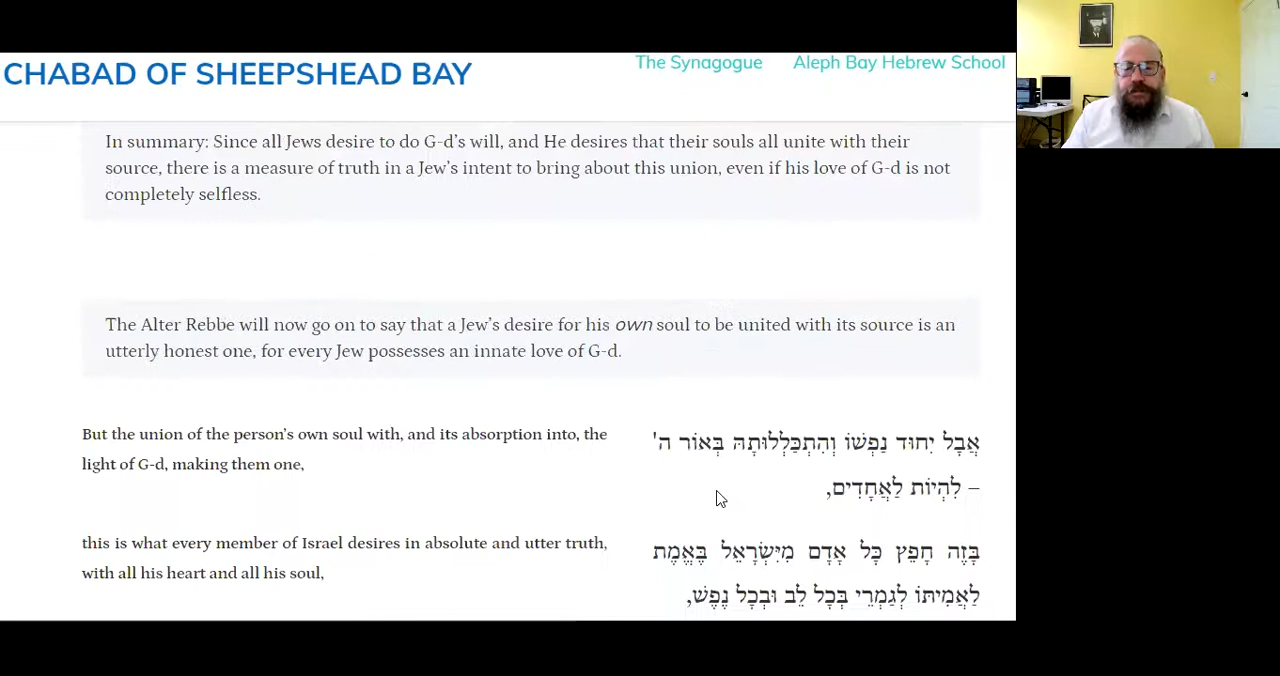 CHABAD OF SHEEPSHEAD BAY
The Synagogue Aleph Bay Hebrew School
In summary: Since all Jews desire to do G-d’s will, and He desires that their souls all unite with their
source, there is a measure of truth in a Jew’s intent to bring about this union, even if his love of G-d is not
completely selfless.
The Alter Rebbe will now go on to say that a Jew’s desire for his own soul to be united with its source is an
utterly honest one, for every Jew possesses an innate love of G-d.
But the union of the person’s own soul with, and its absorption into, the
light of G-d, making them one,
אֲבָל יִחוּד נַפְשׁוֹ וְהִתְכַּלְלוּתָהּ בְּאוֹר ה'
– לִהְיוֹת לַאֲחָדִים,
this is what every member of Israel desires in absolute and utter truth,
with all his heart and all his soul,
בָּזֶה חָפֵץ כָּל אָדָם מִיִּשְׂרָאֵל בֶּאֱמֶת
לַאֲמִיתּוֹ לְגַמְרֵי בְּכָל לֵב וּבְכָל נֶפֶשׁ,